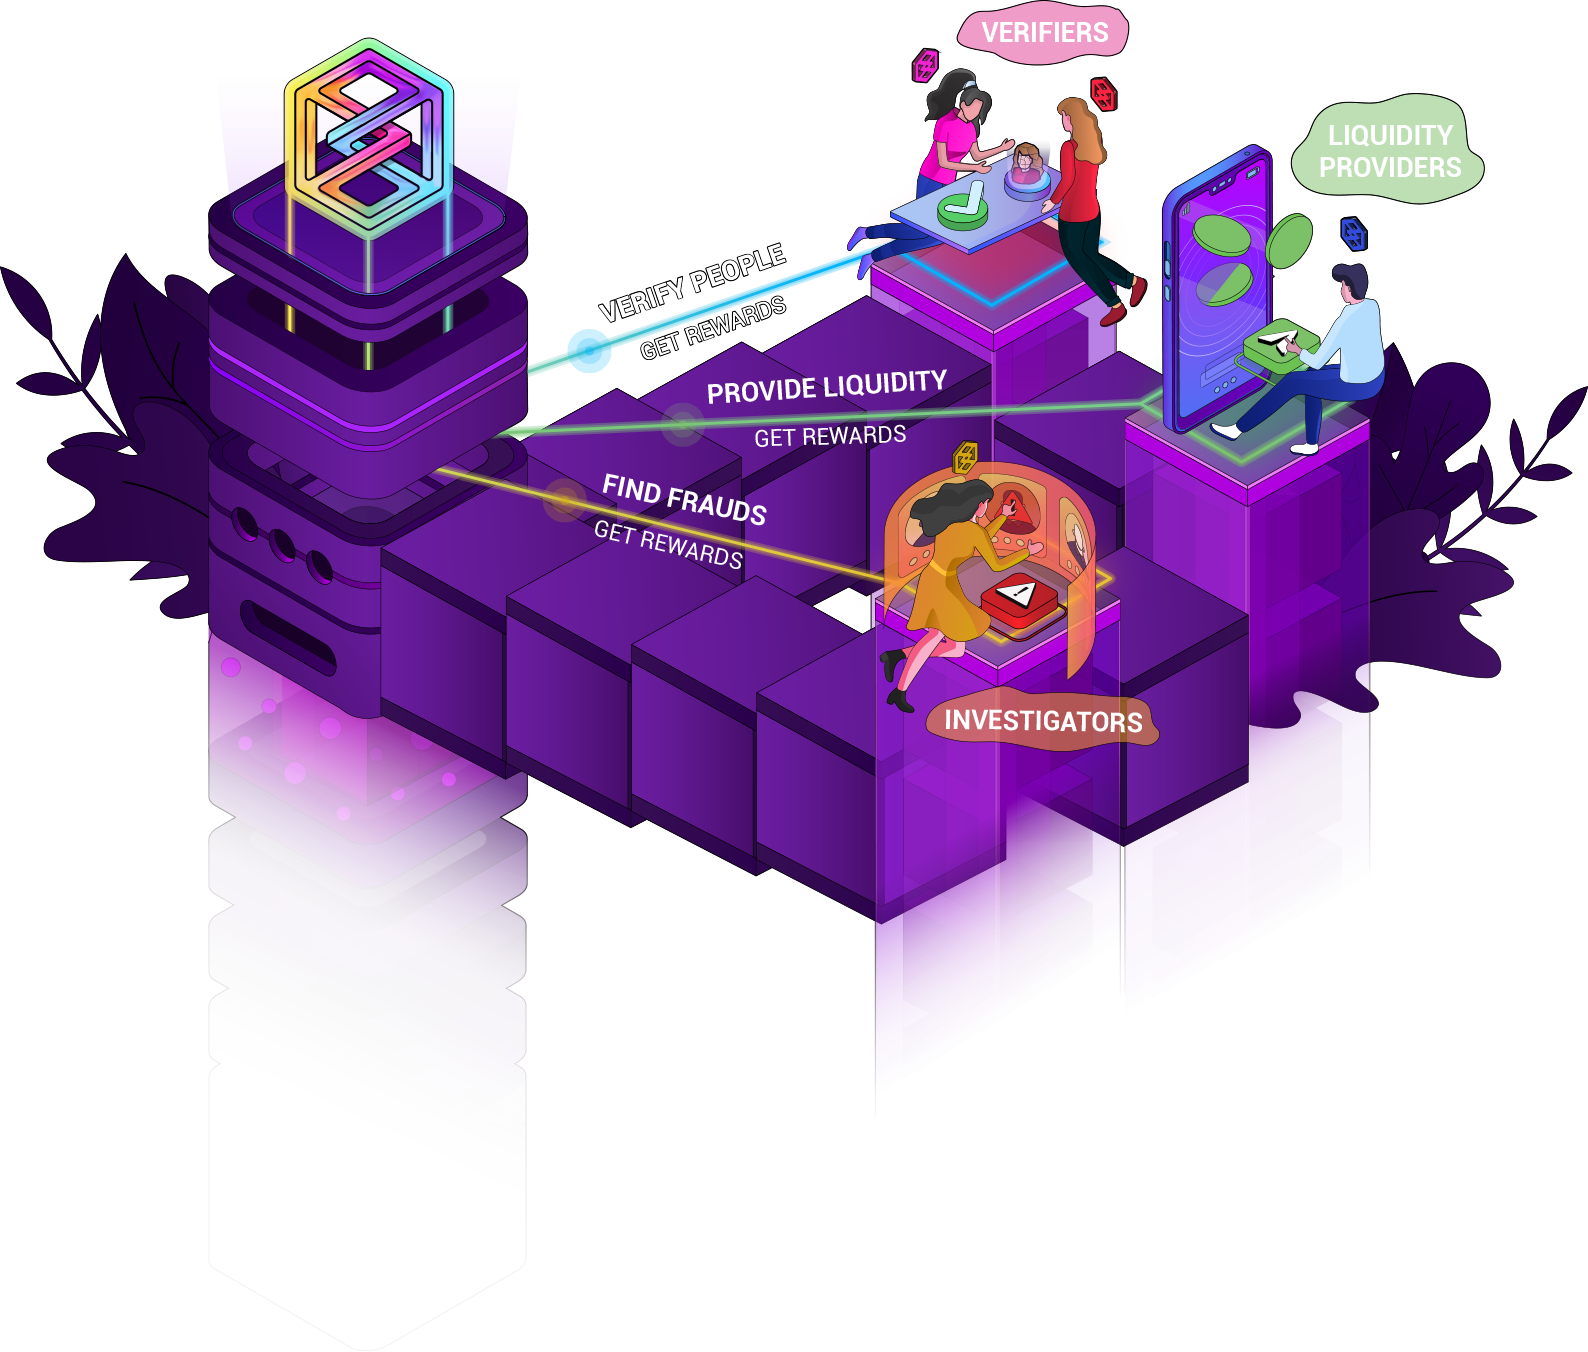 VERIFIERS
LIQUIDITY
PROVIDERS
VERIFY PEOPLE
GET REWARDS
PROVIDE LIQUIDITY
GET REWARDS
FIND FRAUDS
GET REWARDS
INVESTIGATORS